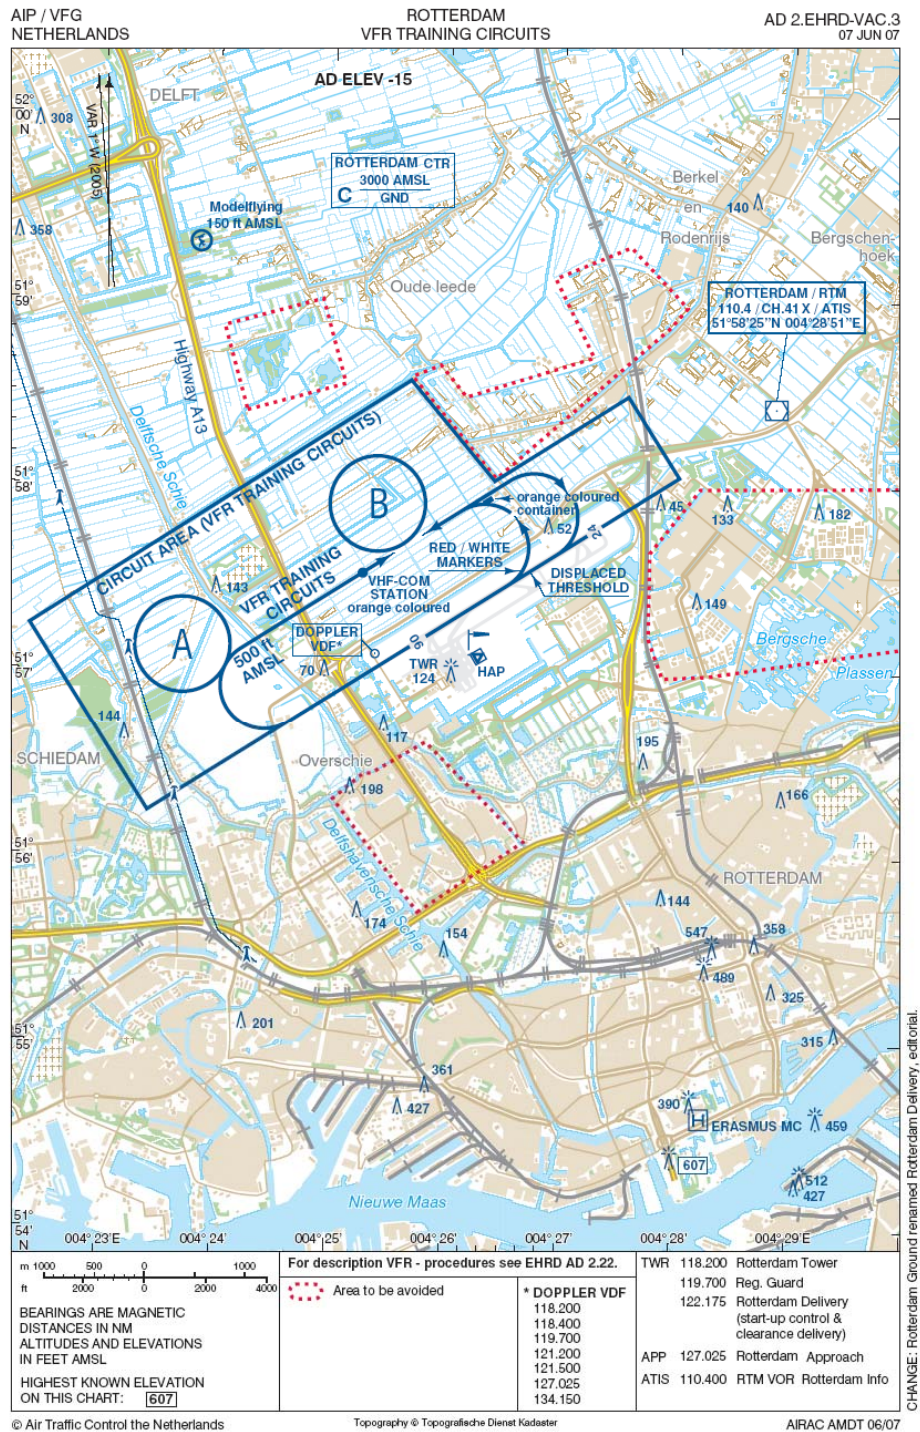 AIP / VFG
NETHERLANDS
ROTTERDAM
VFR TRAINING CIRCUITS
AD 2.EHRD-VAC.3
07 JUN 07
AD ELEV -15
DELFT
52°
00'
N
308
VAR 1° W (2005)
ROTTERDAM CTR
3000 AMSL
C
GND
Berkel
en
Rodenrijs
140
Bergschen-
hoek
358
Modelflying
150 ft AMSL
51°
59'
Oude leede
ROTTERDAM / RTM
110.4 / CH.41 X / ATIS
51°58'25"N 004°28'51"E
Highway A13
Delftsche Schie
CIRCUIT AREA (VFR TRAINING CIRCUITS)
51°
58'
B
orange coloured
container
52
45
133
182
24
RED / WHITE
MARKERS
VFR TRAINING
CIRCUITS
143
VHF-COM
STATION
orange coloured
DISPLACED
THRESHOLD
149
A
500 ft
AMSL
DOPPLER
VDF*
70
06
TWR
124
HAP
Bergsche
Plassen
51°
57'
144
117
195
SCHIEDAM
Overschie
198
166
Delfshavensche Schie
51°
56'
ROTTERDAM
174
154
144
547
358
489
325
201
51°
55'
315
361
427
390
H
ERASMUS MC
459
607
512
427
Nieuwe Maas
51°
54'
N
004° 23'E
004° 24'
004° 25'
004° 26'
004° 27'
004° 28'
004° 29'E
m 1000 500 0 1000
ft 2000 0 2000 4000
BEARINGS ARE MAGNETIC
DISTANCES IN NM
ALTITUDES AND ELEVATIONS
IN FEET AMSL
HIGHEST KNOWN ELEVATION
ON THIS CHART: 607
For description VFR - procedures see EHRD AD 2.22.
Area to be avoided
* DOPPLER VDF
118.200
118.400
119.700
121.200
121.500
127.025
134.150
TWR 118.200 Rotterdam Tower
119.700 Reg. Guard
122.175 Rotterdam Delivery
(start-up control &
clearance delivery)
APP 127.025 Rotterdam Approach
ATIS 110.400 RTM VOR Rotterdam Info
CHANGE: Rotterdam Ground renamed Rotterdam Delivery, editorial.
© Air Traffic Control the Netherlands
Topography © Topografische Dienst Kadaster
AIRAC AMDT 06/07